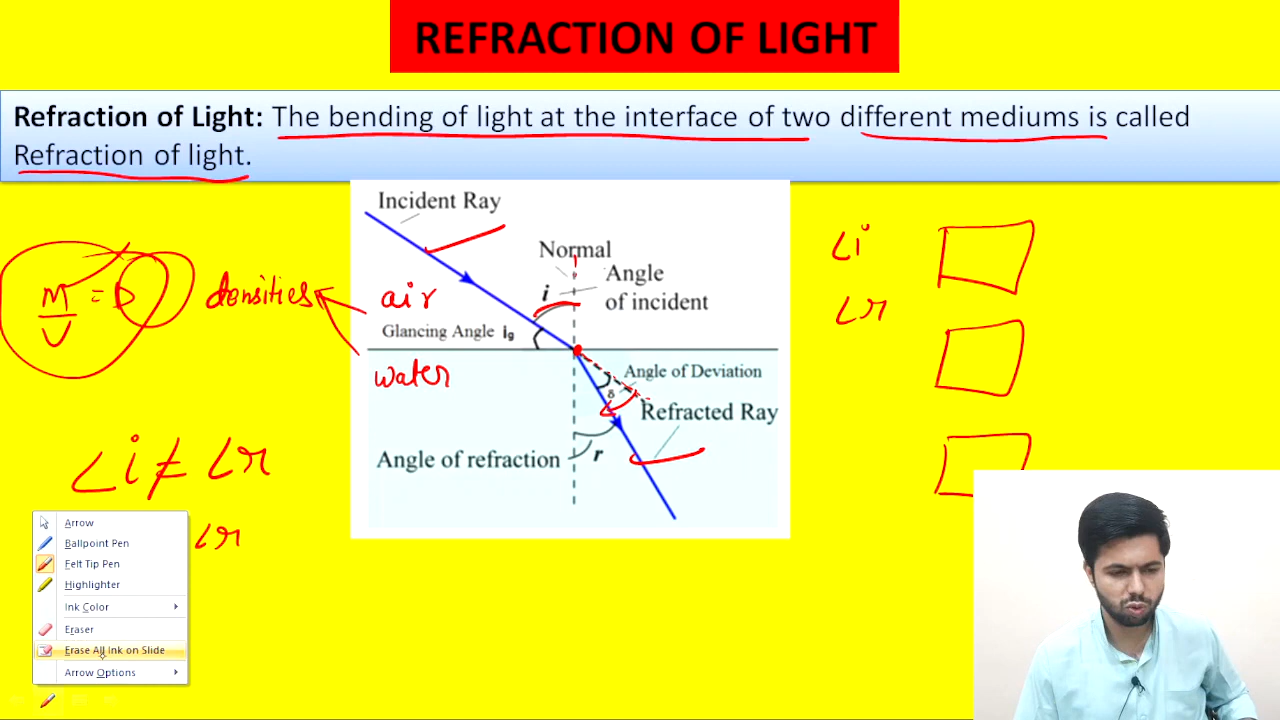 REFRACTION OF LIGHT
Refraction of Light: The bending of light at the interface of two different mediums is called
Refraction of light.
Incident Ray
Normal
Angle
of incident
i
air
Glancing Angle ig
water
Angle of Deviation
δ
Refracted Ray
Angle of refraction
r
M/V = D
densities
∠i ≠ ∠r
∠r
∠i
∠r
Arrow
Ballpoint Pen
Felt Tip Pen
Highlighter
Ink Color
Eraser
Erase All Ink on Slide
Arrow Options